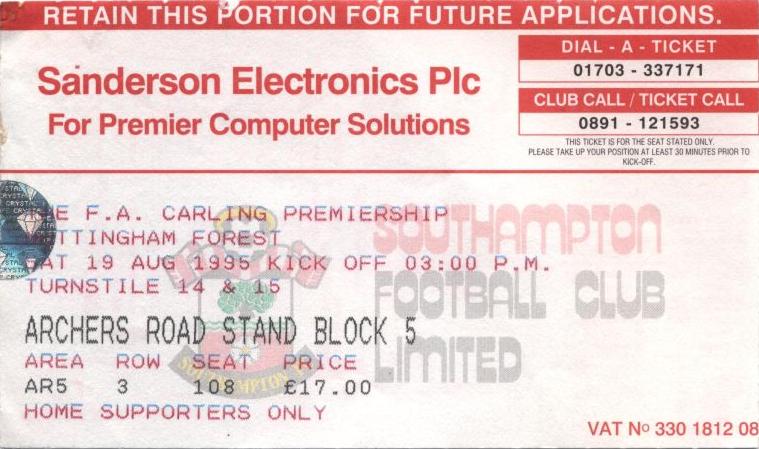 RETAIN THIS PORTION FOR FUTURE APPLICATIONS.
Sanderson Electronics Plc
For Premier Computer Solutions
DIAL - A - TICKET
01703 - 337171
CLUB CALL / TICKET CALL
0891 - 121593
THIS TICKET IS FOR THE SEAT STATED ONLY.
PLEASE TAKE UP YOUR POSITION AT LEAST 30 MINUTES PRIOR TO
KICK-OFF.
F.A. CARLING PREMIERSHIP
NOTTINGHAM FOREST
SAT 19 AUG 1995 KICK OFF 03:00 P.M.
TURNSTILE 14 & 15
SOUTHAMPTON
FOOTBALL CLUB
LIMITED
ARCHERS ROAD STAND BLOCK 5
AREA ROW SEAT PRICE
AR5 3 108 £17.00
HOME SUPPORTERS ONLY
SOUTHAMPTON
VAT No 330 1812 08